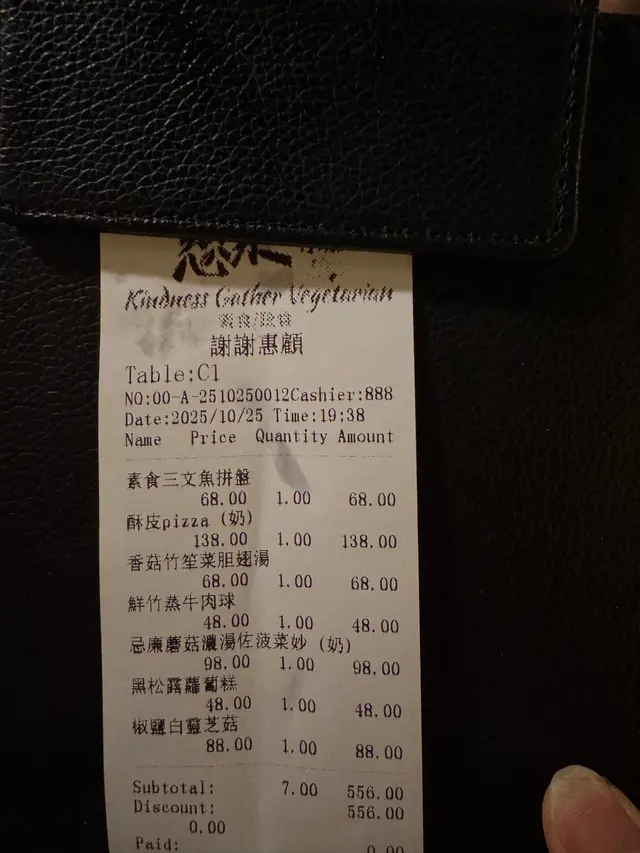 Kindness Gather Vegetarian
素食/飲食
謝謝惠顧
Table:C1
NO:00-A-2510250012Cashier:888
Date:2025/10/25 Time:19:38
Name Price Quantity Amount
素食三文魚拼盤
68.00 1.00 68.00
酥皮pizza (奶)
138.00 1.00 138.00
香菇竹笙菜胆翅湯
68.00 1.00 68.00
鮮竹蒸牛肉球
48.00 1.00 48.00
忌廉蘑菇濃湯佐菠菜妙 (奶)
98.00 1.00 98.00
黑松露蘿蔔糕
48.00 1.00 48.00
椒鹽白靈芝菇
88.00 1.00 88.00
Subtotal: 7.00 556.00
Discount: 556.00
0.00
Paid: 0.00